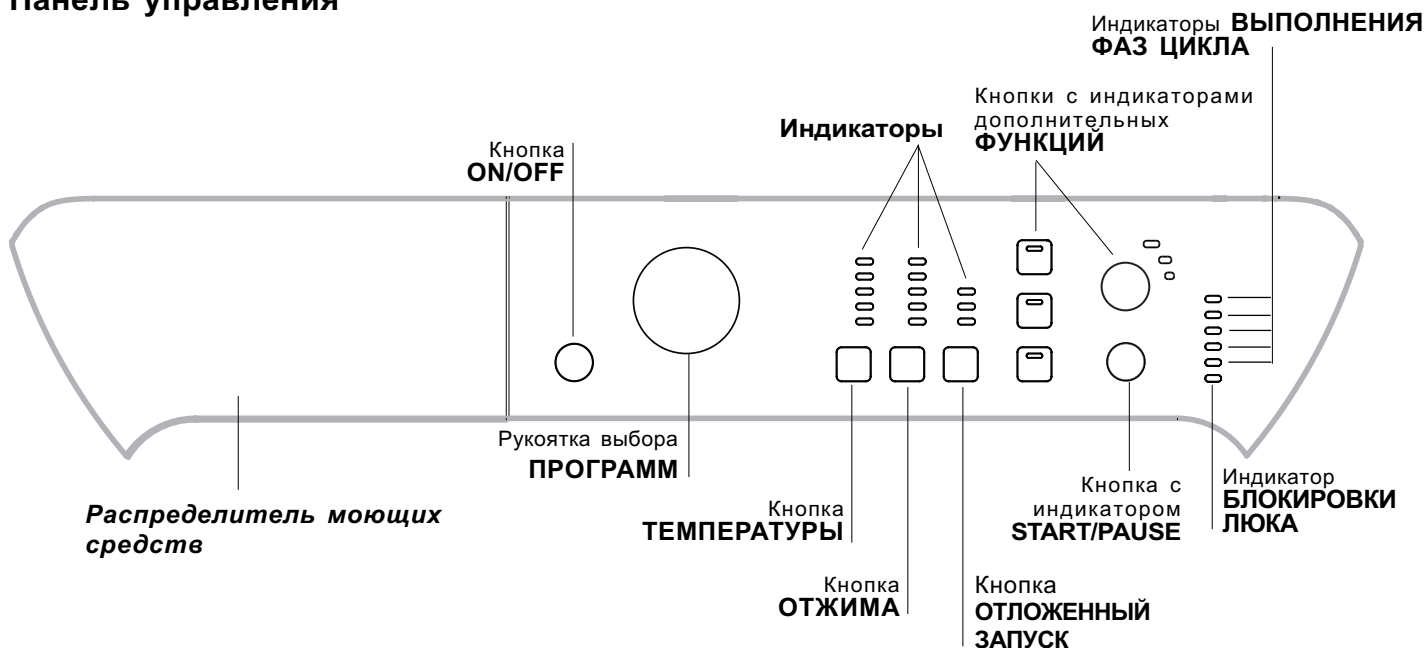 Панель управления
Индикаторы ВЫПОЛНЕНИЯ
ФАЗ ЦИКЛА
Кнопки с индикаторами
дополнительных
ФУНКЦИЙ
Индикаторы
Кнопка
ON/OFF
Рукоятка выбора
ПРОГРАММ
Распределитель моющих
средств
Кнопка
ТЕМПЕРАТУРЫ
Кнопка с
индикатором
START/PAUSE
Индикатор
БЛОКИРОВКИ
ЛЮКА
Кнопка
ОТЖИМА
Кнопка
ОТЛОЖЕННЫЙ
ЗАПУСК